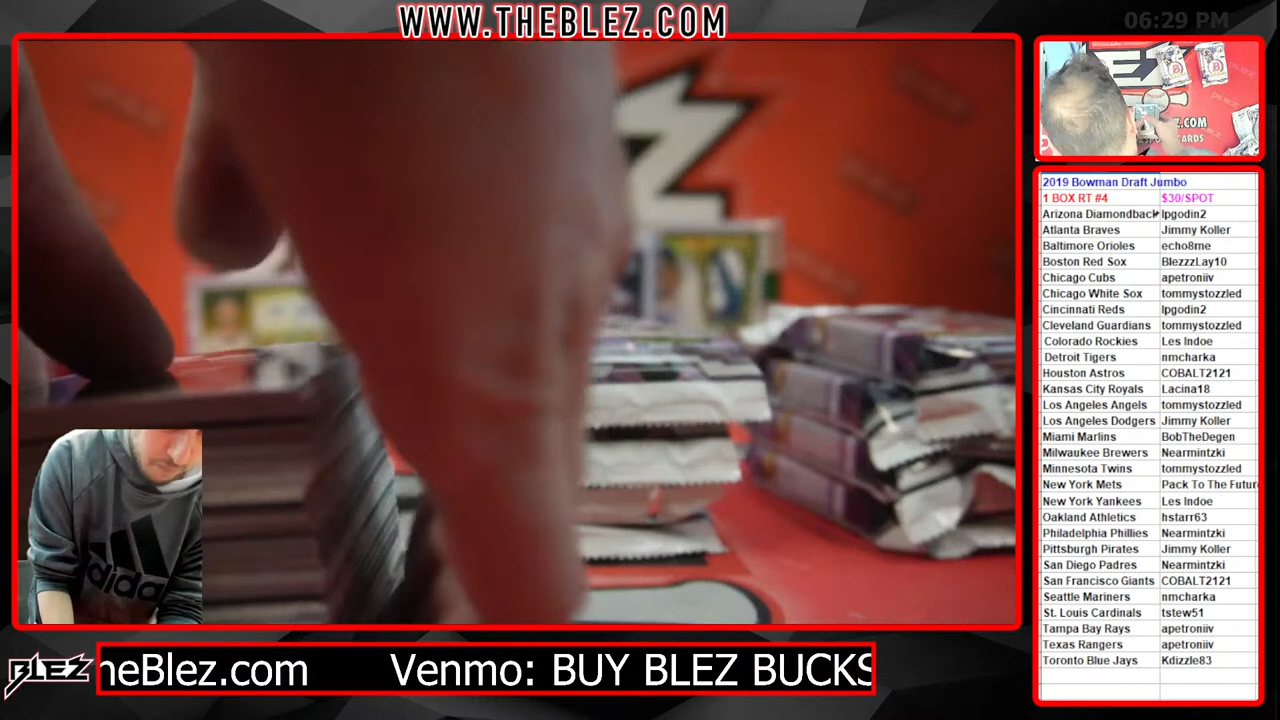 WWW.THEBLEZ.COM
06:29 PM
.COM
CARDS
2019 Bowman Draft Jumbo
1 BOX RT #4 $30/SPOT
Arizona Diamondback lpgodin2
Atlanta Braves Jimmy Koller
Baltimore Orioles echo8me
Boston Red Sox BlezzzLay10
Chicago Cubs apetroniiv
Chicago White Sox tommystozzled
Cincinnati Reds lpgodin2
Cleveland Guardians tommystozzled
Colorado Rockies Les Indoe
Detroit Tigers nmcharka
Houston Astros COBALT2121
Kansas City Royals Lacina18
Los Angeles Angels tommystozzled
Los Angeles Dodgers Jimmy Koller
Miami Marlins BobTheDegen
Milwaukee Brewers Nearmintzki
Minnesota Twins tommystozzled
New York Mets Pack To The Futur
New York Yankees Les Indoe
Oakland Athletics hstarr63
Philadelphia Phillies Nearmintzki
Pittsburgh Pirates Jimmy Koller
San Diego Padres Nearmintzki
San Francisco Giants COBALT2121
Seattle Mariners nmcharka
St. Louis Cardinals tstew51
Tampa Bay Rays apetroniiv
Texas Rangers apetroniiv
Toronto Blue Jays Kdizzle83
adidas
BLEZ
heBlez.com Venmo: BUY BLEZ BUCKS